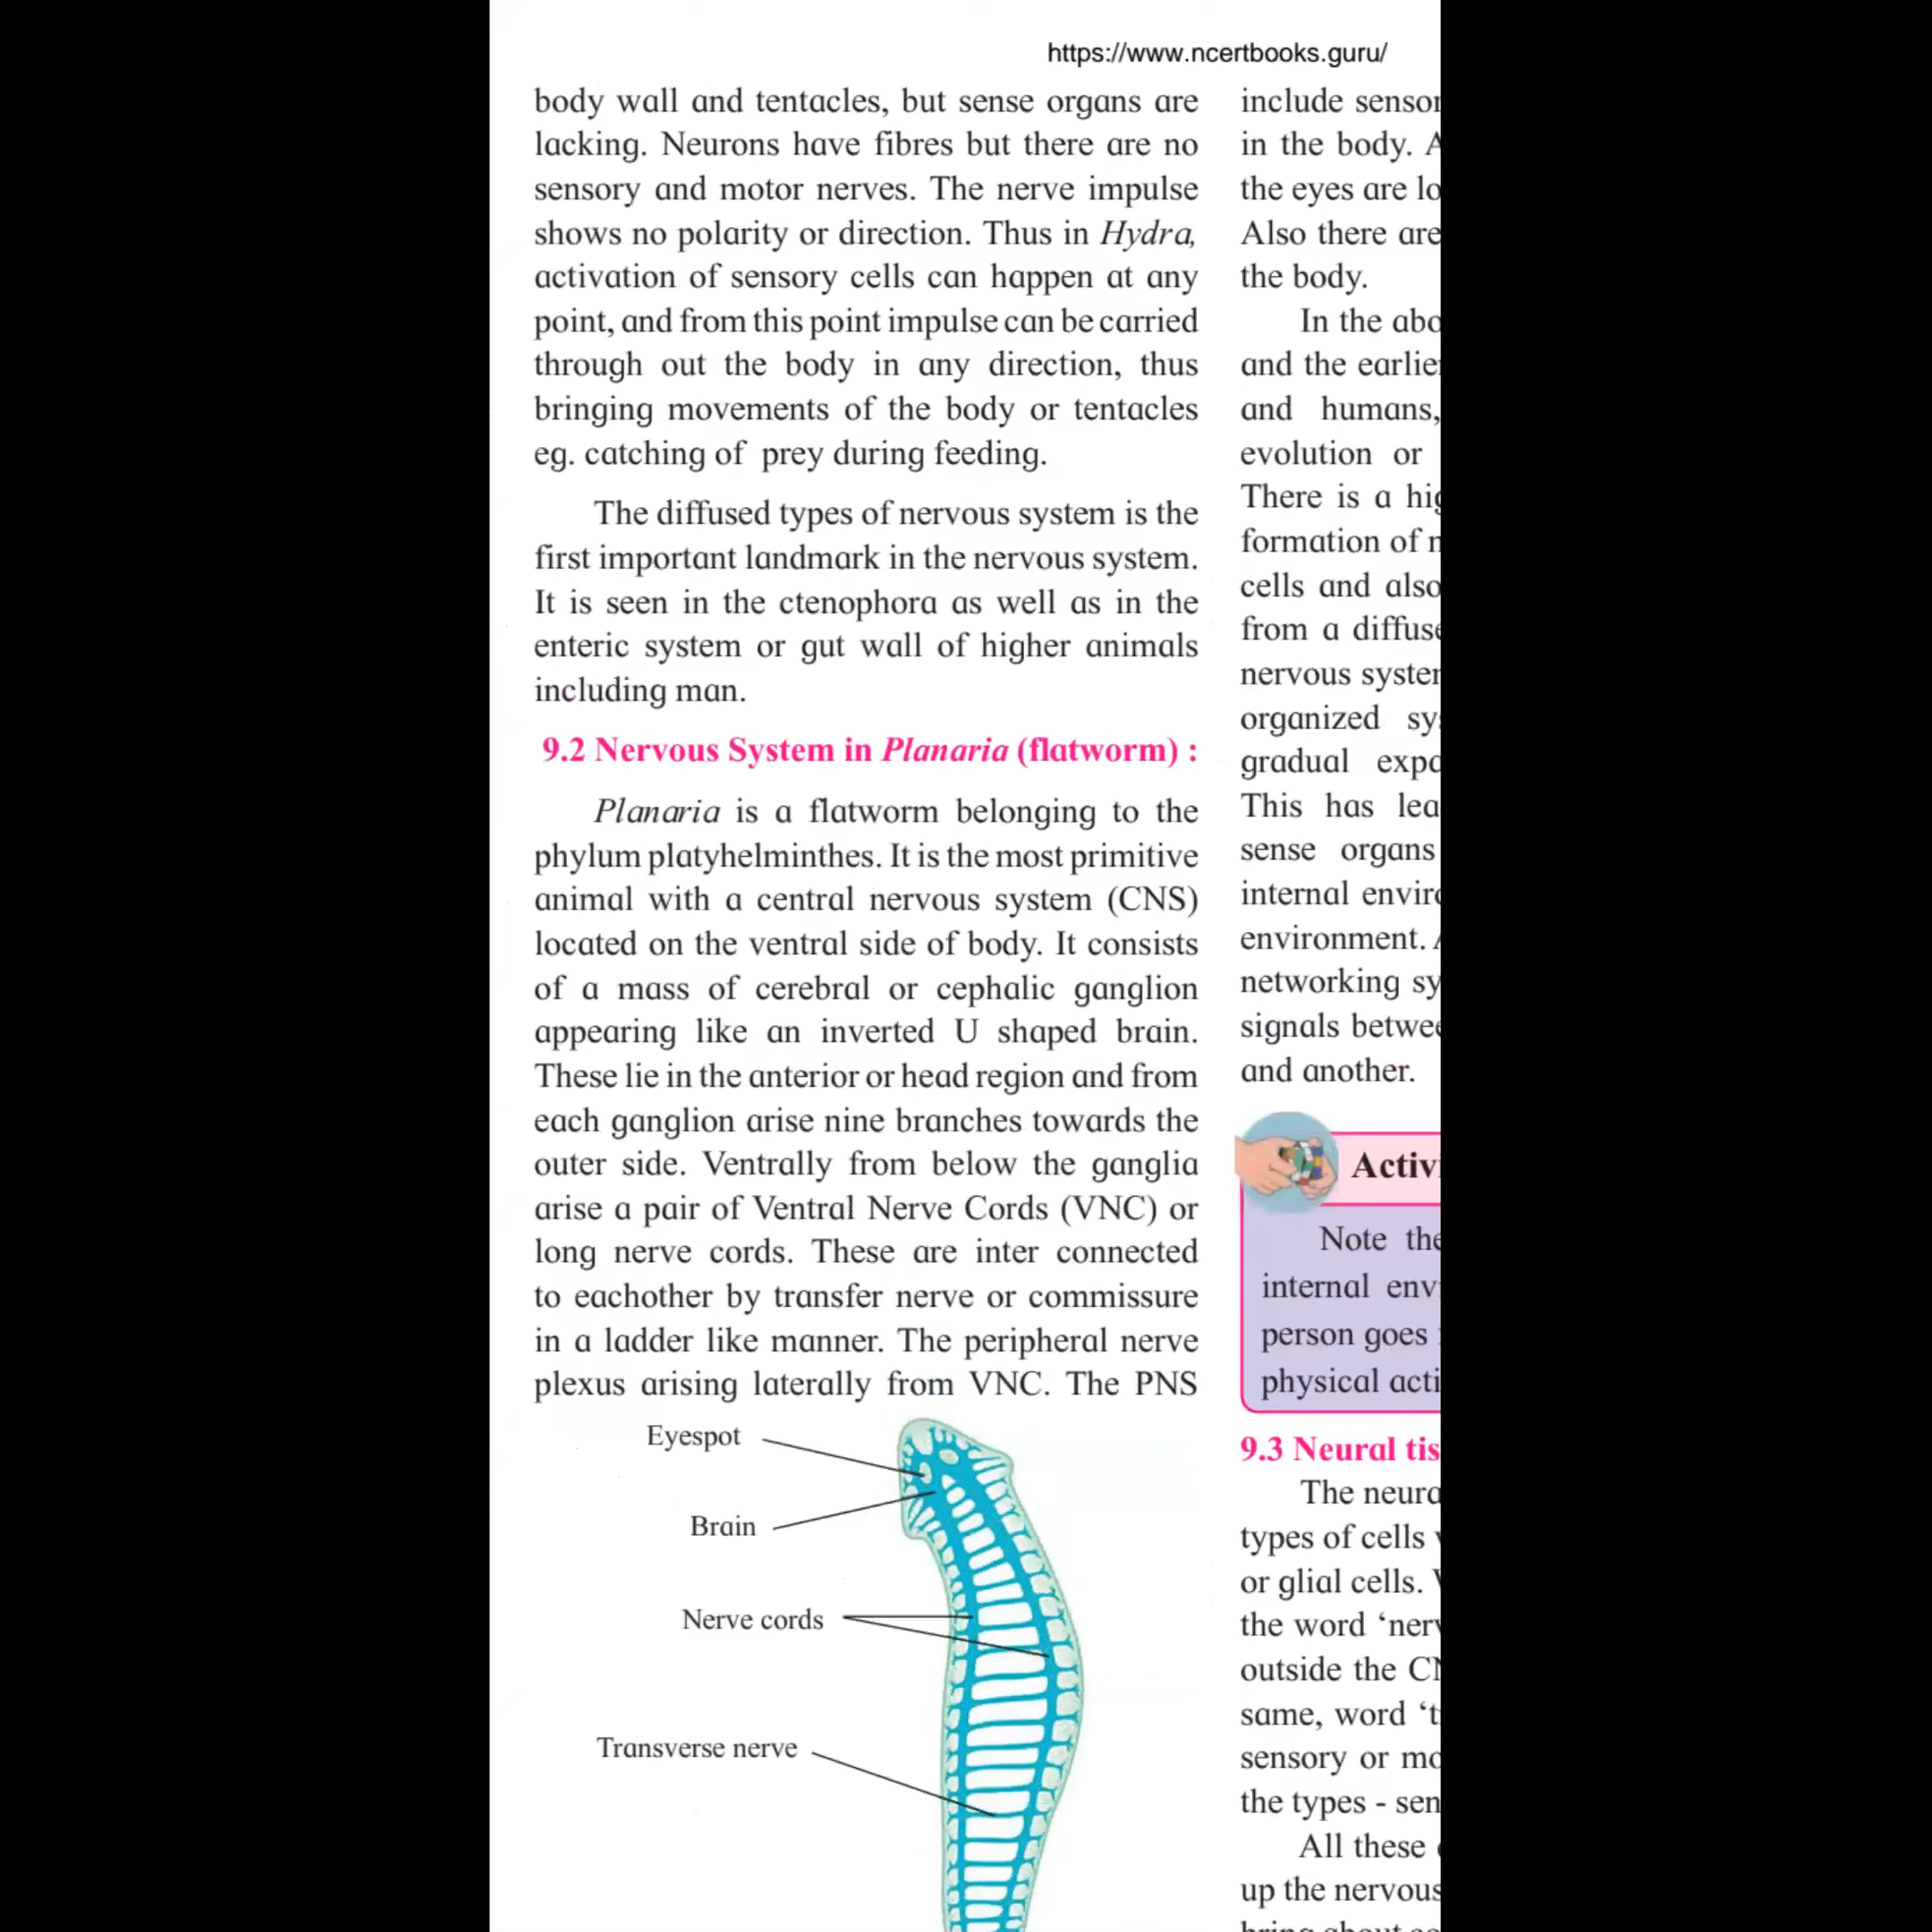 https://www.ncertbooks.guru/
body wall and tentacles, but sense organs are
lacking. Neurons have fibres but there are no
sensory and motor nerves. The nerve impulse
shows no polarity or direction. Thus in Hydra,
activation of sensory cells can happen at any
point, and from this point impulse can be carried
through out the body in any direction, thus
bringing movements of the body or tentacles
eg. catching of prey during feeding.
The diffused types of nervous system is the
first important landmark in the nervous system.
It is seen in the ctenophora as well as in the
enteric system or gut wall of higher animals
including man.
9.2 Nervous System in Planaria (flatworm) :
Planaria is a flatworm belonging to the
phylum platyhelminthes. It is the most primitive
animal with a central nervous system (CNS)
located on the ventral side of body. It consists
of a mass of cerebral or cephalic ganglion
appearing like an inverted U shaped brain.
These lie in the anterior or head region and from
each ganglion arise nine branches towards the
outer side. Ventrally from below the ganglia
arise a pair of Ventral Nerve Cords (VNC) or
long nerve cords. These are inter connected
to eachother by transfer nerve or commissure
in a ladder like manner. The peripheral nerve
plexus arising laterally from VNC. The PNS
Eyespot
Brain
Nerve cords
Transverse nerve
include
in the body.
the eyes are
Also there are
the body.
In the
and the
and humans,
evolution or
There is a
formation of
cells and also
from a
nervous
organized
gradual
This has
sense organs
internal
environment.
networking
signals
and another.
Note the
internal
person goes
physical
9.3 Neural
The
types of cells
or glial cells.
the word
outside the
same, word
sensory or
the types -
All these
up the nervous